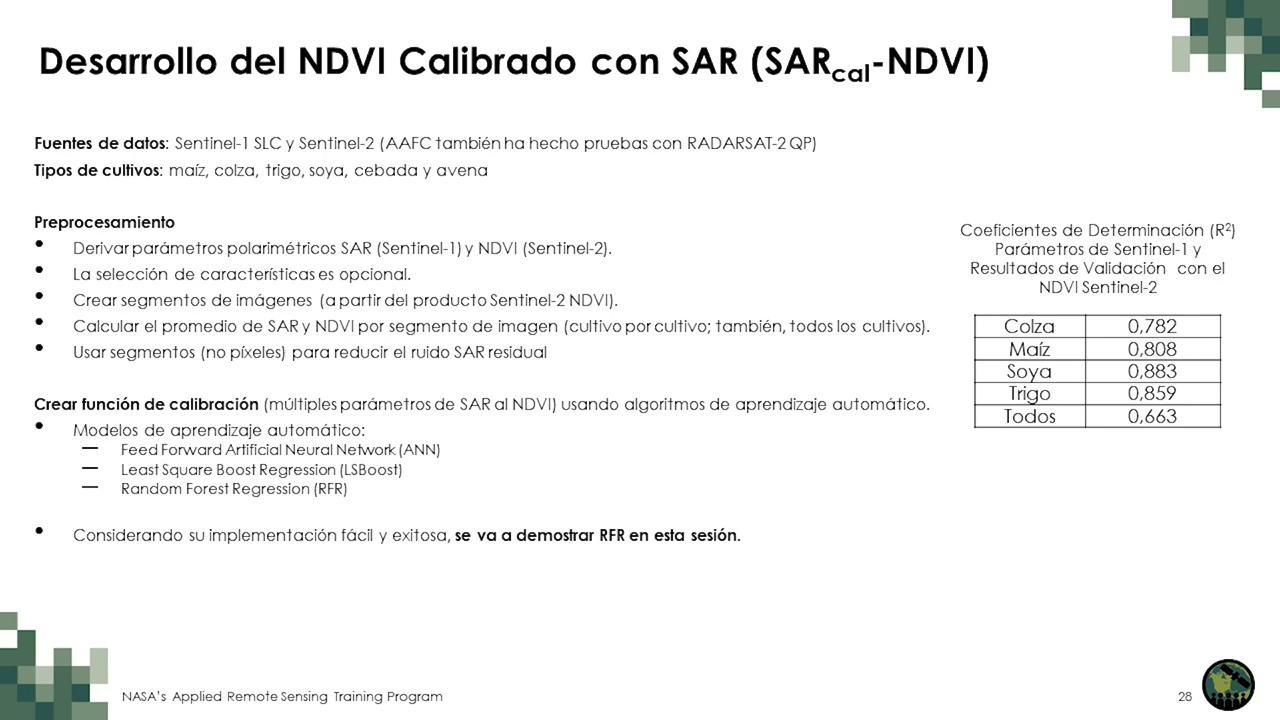 Desarrollo del NDVI Calibrado con SAR (SARcal-NDVI)
Fuentes de datos: Sentinel-1 SLC y Sentinel-2 (AAFC también ha hecho pruebas con RADARSAT-2 QP)
Tipos de cultivos: maíz, colza, trigo, soya, cebada y avena
Preprocesamiento
• Derivar parámetros polarimétricos SAR (Sentinel-1) y NDVI (Sentinel-2).
• La selección de características es opcional.
• Crear segmentos de imágenes (a partir del producto Sentinel-2 NDVI).
• Calcular el promedio de SAR y NDVI por segmento de imagen (cultivo por cultivo; también, todos los cultivos).
• Usar segmentos (no píxeles) para reducir el ruido SAR residual
Crear función de calibración (múltiples parámetros de SAR al NDVI) usando algoritmos de aprendizaje automático.
• Modelos de aprendizaje automático:
— Feed Forward Artificial Neural Network (ANN)
— Least Square Boost Regression (LSBoost)
— Random Forest Regression (RFR)
• Considerando su implementación fácil y exitosa, se va a demostrar RFR en esta sesión.
Coeficientes de Determinación (R²)
Parámetros de Sentinel-1 y
Resultados de Validación con el
NDVI Sentinel-2
Colza 0,782
Maíz 0,808
Soya 0,883
Trigo 0,859
Todos 0,663
NASA's Applied Remote Sensing Training Program
28